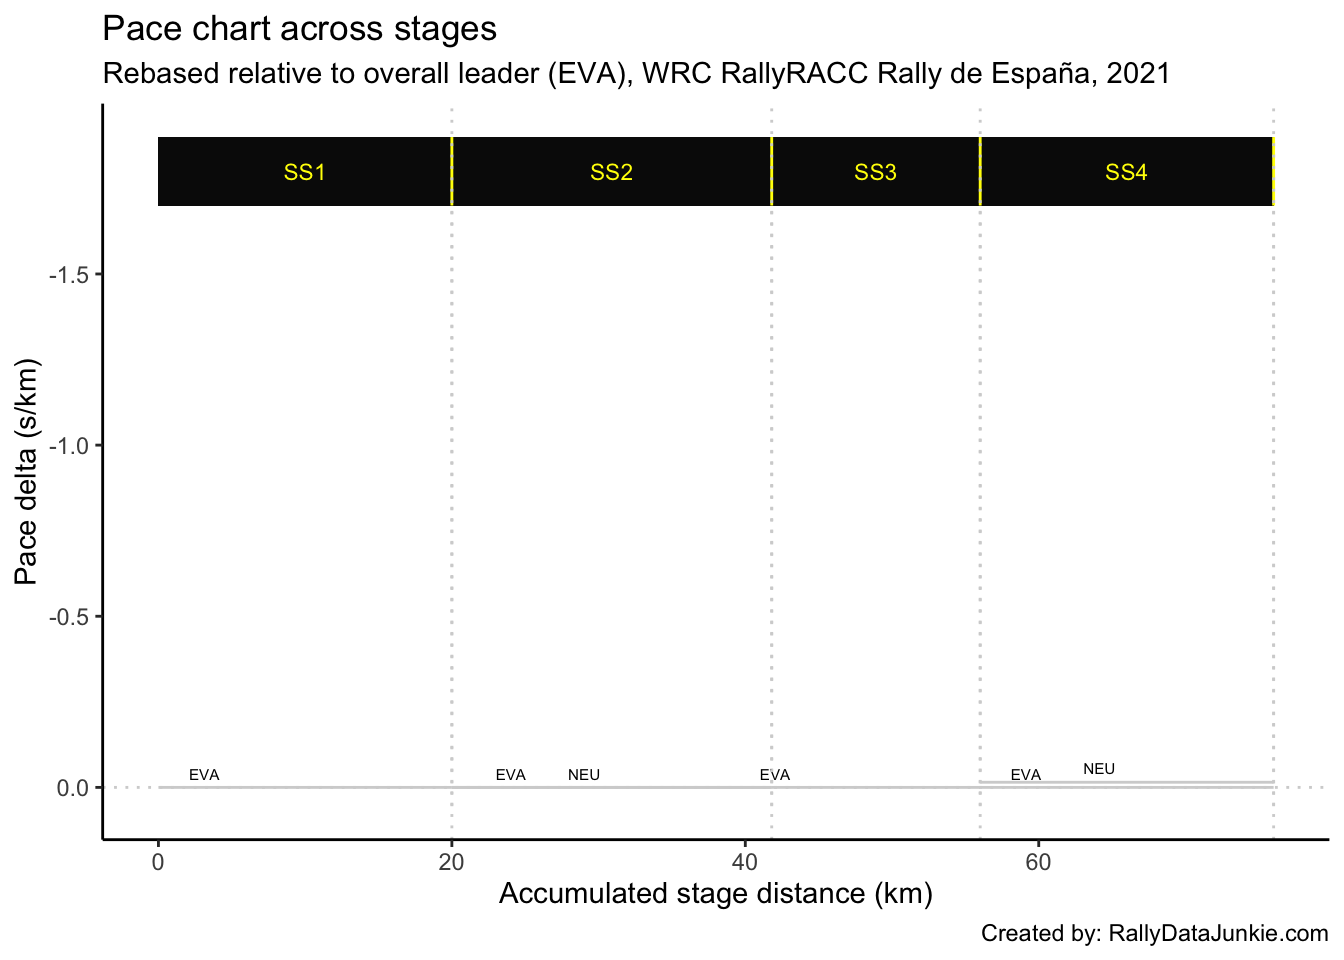 Pace chart across stages
Rebased relative to overall leader (EVA), WRC RallyRACC Rally de España, 2021
SS1 SS2 SS3 SS4
-1.5
-1.0
-0.5
0.0
Pace delta (s/km)
EVA EVA NEU EVA EVA NEU
0 20 40 60
Accumulated stage distance (km)
Created by: RallyDataJunkie.com